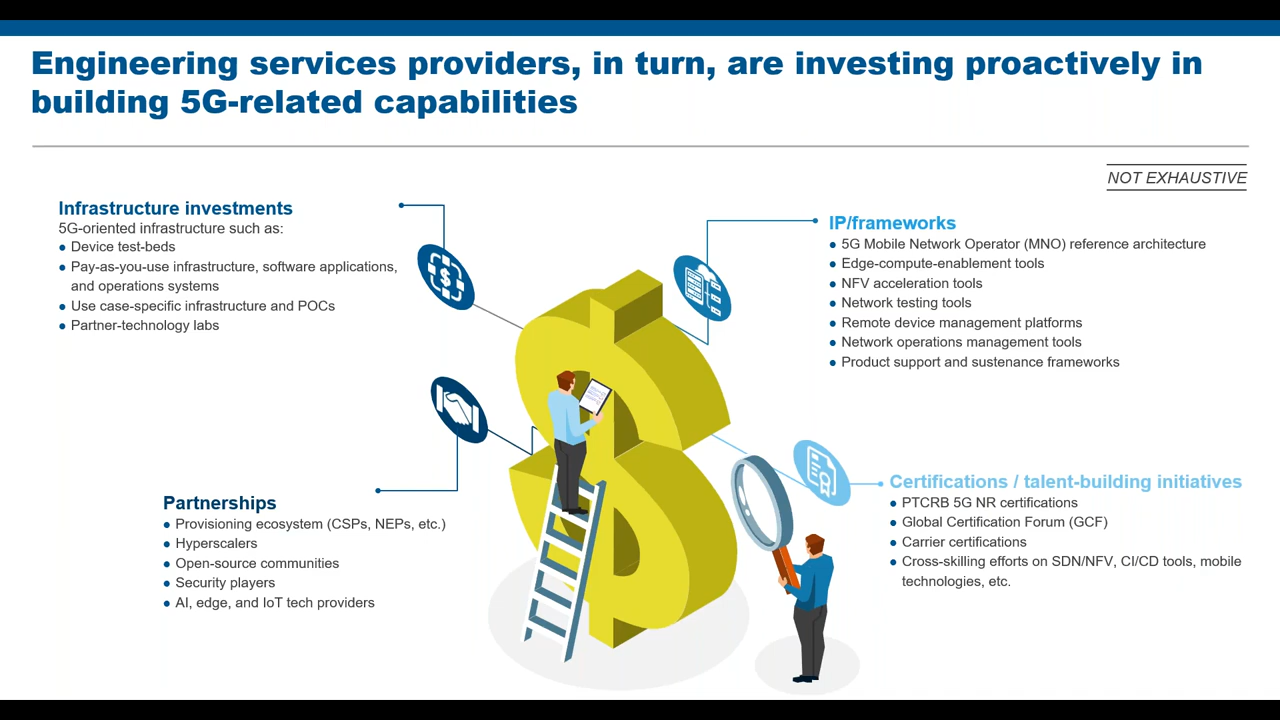 Engineering services providers, in turn, are investing proactively in
building 5G-related capabilities
NOT EXHAUSTIVE
Infrastructure investments
5G-oriented infrastructure such as:
● Device test-beds
● Pay-as-you-use infrastructure, software applications,
and operations systems
● Use case-specific infrastructure and POCs
● Partner-technology labs
IP/frameworks
● 5G Mobile Network Operator (MNO) reference architecture
● Edge-compute-enablement tools
● NFV acceleration tools
● Network testing tools
● Remote device management platforms
● Network operations management tools
● Product support and sustenance frameworks
Partnerships
● Provisioning ecosystem (CSPs, NEPs, etc.)
● Hyperscalers
● Open-source communities
● Security players
● AI, edge, and IoT tech providers
Certifications / talent-building initiatives
● PTCRB 5G NR certifications
● Global Certification Forum (GCF)
● Carrier certifications
● Cross-skilling efforts on SDN/NFV, CI/CD tools, mobile
technologies, etc.